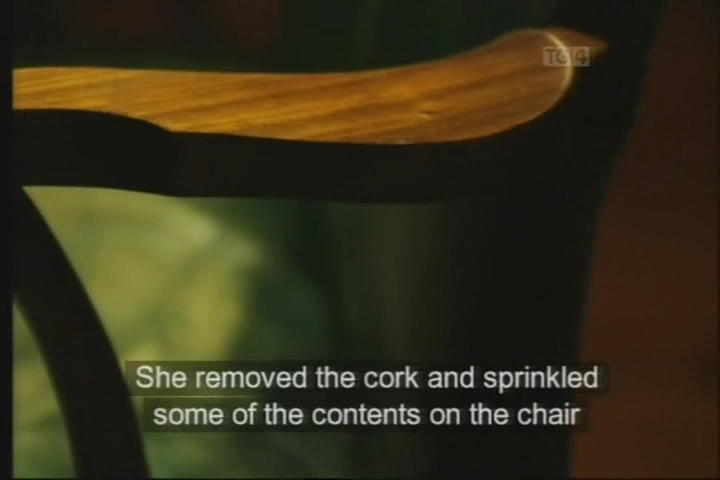 TG4
She removed the cork and sprinkled
some of the contents on the chair